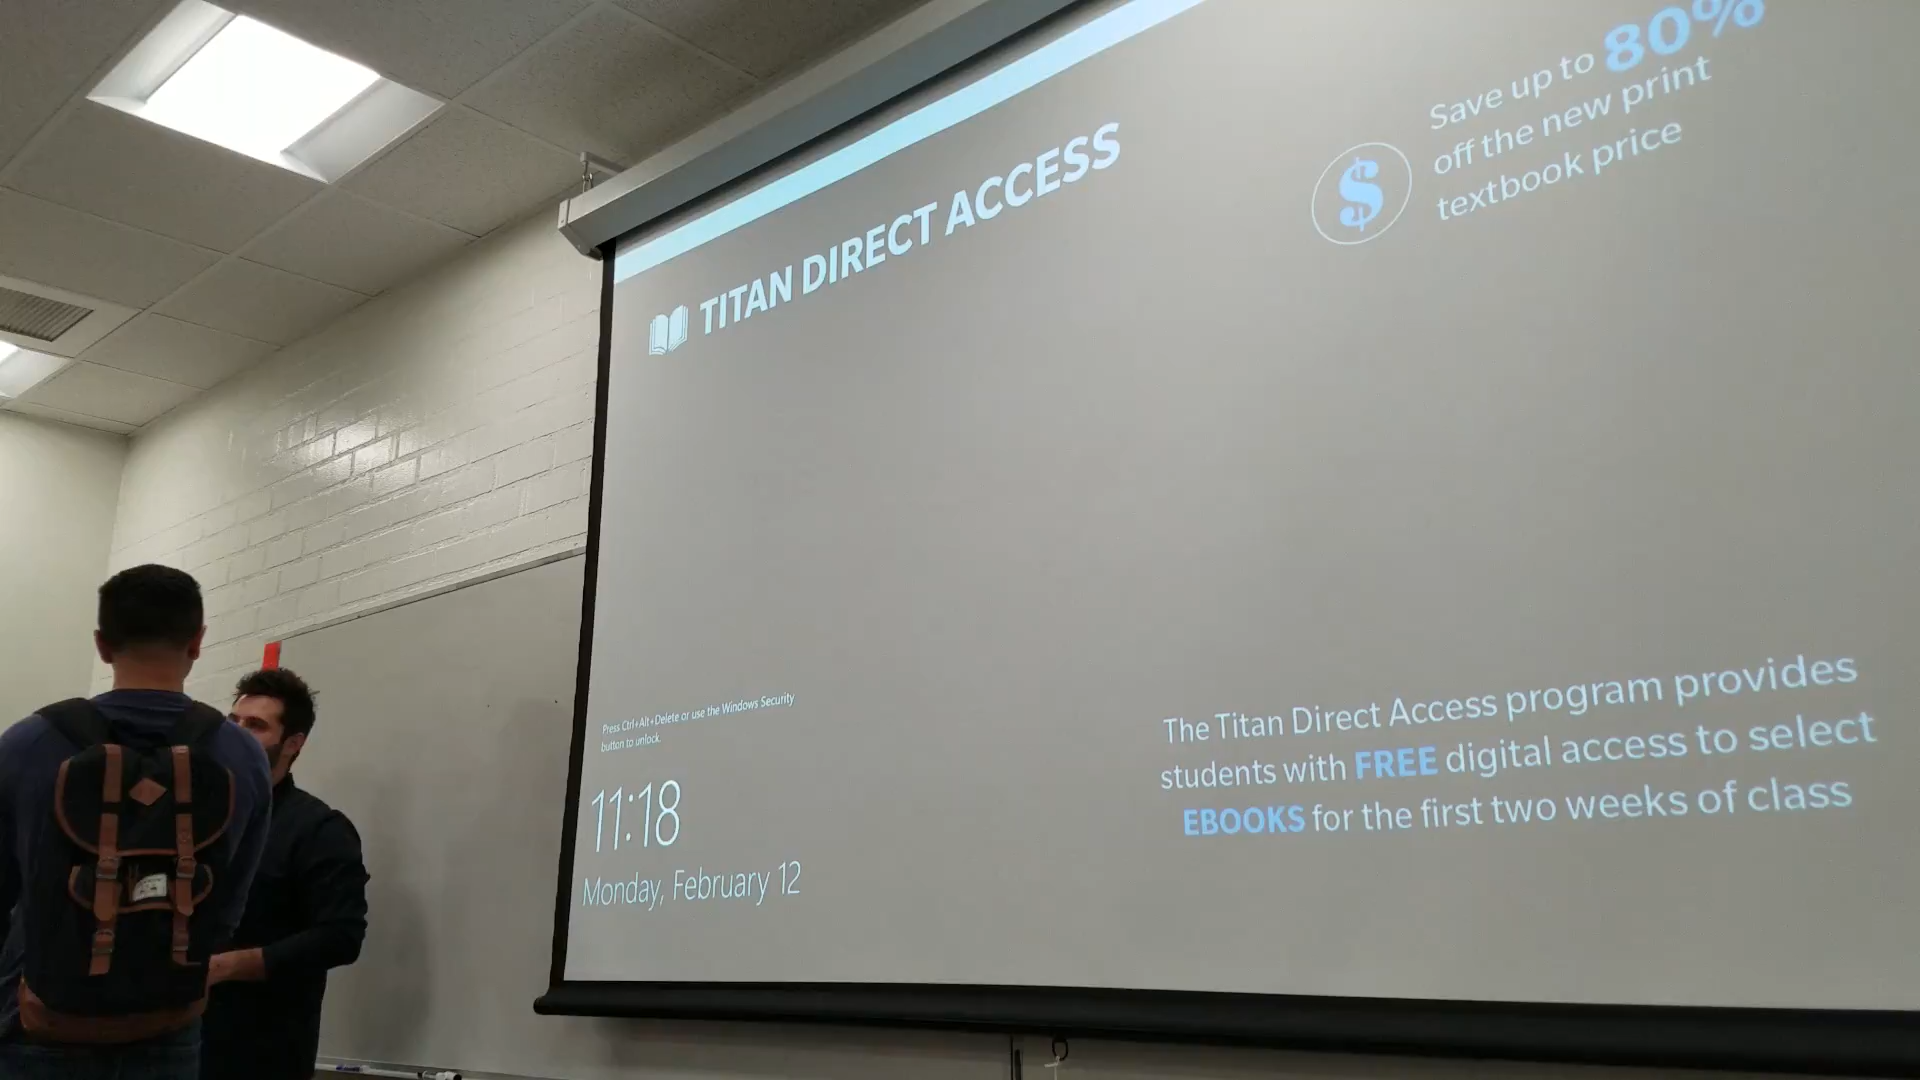 TITAN DIRECT ACCESS
Save up to 80%
off the new print
textbook price
$
Press Ctrl+Alt+Delete or use the Windows Security
button to unlock.
11:18
Monday, February 12
The Titan Direct Access program provides
students with FREE digital access to select
EBOOKS for the first two weeks of class